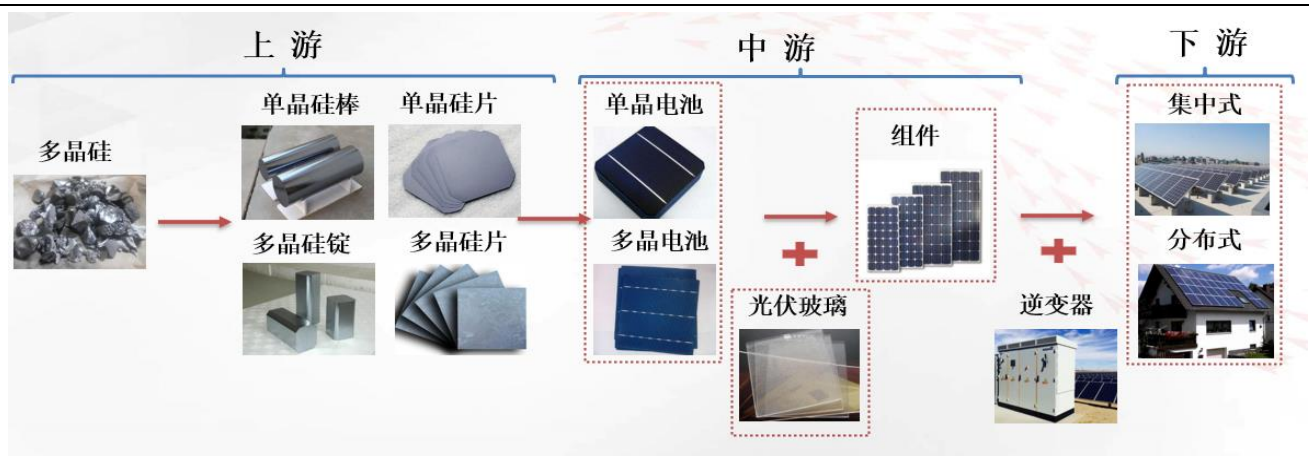 上 游
中 游
下 游
多晶硅
单晶硅棒
单晶硅片
多晶硅锭
多晶硅片
单晶电池
多晶电池
光伏玻璃
组件
逆变器
集中式
分布式